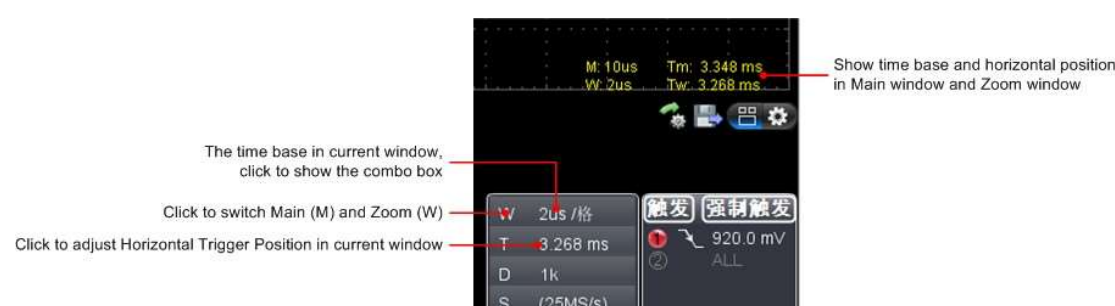 M: 10us Tm: 3.348 ms
W: 2us Tw: 3.268 ms
Show time base and horizontal position
in Main window and Zoom window
The time base in current window,
click to show the combo box
Click to switch Main (M) and Zoom (W)
Click to adjust Horizontal Trigger Position in current window
W 2us /格
T 3.268 ms
D 1k
S (25MS/s)
触发 强制触发
1 920.0 mV
② ALL